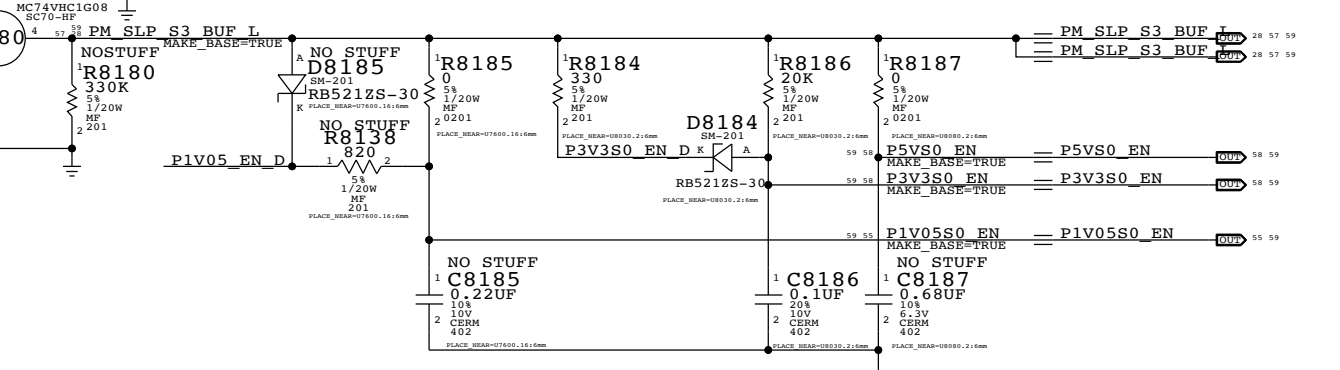 MC74VHC1G08
SC70-HF
80
4
59
57 28
PM_SLP_S3_BUF_L
MAKE_BASE=TRUE
NOSTUFF
1
R8180
330K
5%
1/20W
MF
2 201
A
NO STUFF
D8185
SM-201
RB521ZS-30
K
PLACE_NEAR=U7600.16:6mm
NO STUFF
R8138
820
1
2
5%
1/20W
MF
201
PLACE_NEAR=U7600.16:6mm
P1V05_EN_D
1
R8185
0
5%
1/20W
MF
2 0201
PLACE_NEAR=U7600.16:6mm
1
R8184
330
5%
1/20W
MF
2 201
PLACE_NEAR=U8030.2:6mm
P3V3S0_EN_D
K
A
D8184
SM-201
RB521ZS-30
PLACE_NEAR=U8030.2:6mm
1
R8186
20K
5%
1/20W
MF
2 201
PLACE_NEAR=U8030.2:6mm
1
R8187
0
5%
1/20W
MF
2 0201
PLACE_NEAR=U8080.2:6mm
PM_SLP_S3_BUF_L
OUT
28 57 59
PM_SLP_S3_BUF_L
OUT
28 57 59
59 58
P5VS0_EN
MAKE_BASE=TRUE
P5VS0_EN
OUT
58 59
59 58
P3V3S0_EN
MAKE_BASE=TRUE
P3V3S0_EN
OUT
58 59
59 55
P1V05S0_EN
MAKE_BASE=TRUE
P1V05S0_EN
OUT
55 59
NO STUFF
1
C8185
0.22UF
10%
10V
2
CERM
402
PLACE_NEAR=U7600.16:6mm
1
C8186
0.1UF
20%
10V
2
CERM
402
PLACE_NEAR=U8030.2:6mm
NO STUFF
1
C8187
0.68UF
10%
6.3V
2
CERM
402
PLACE_NEAR=U8080.2:6mm